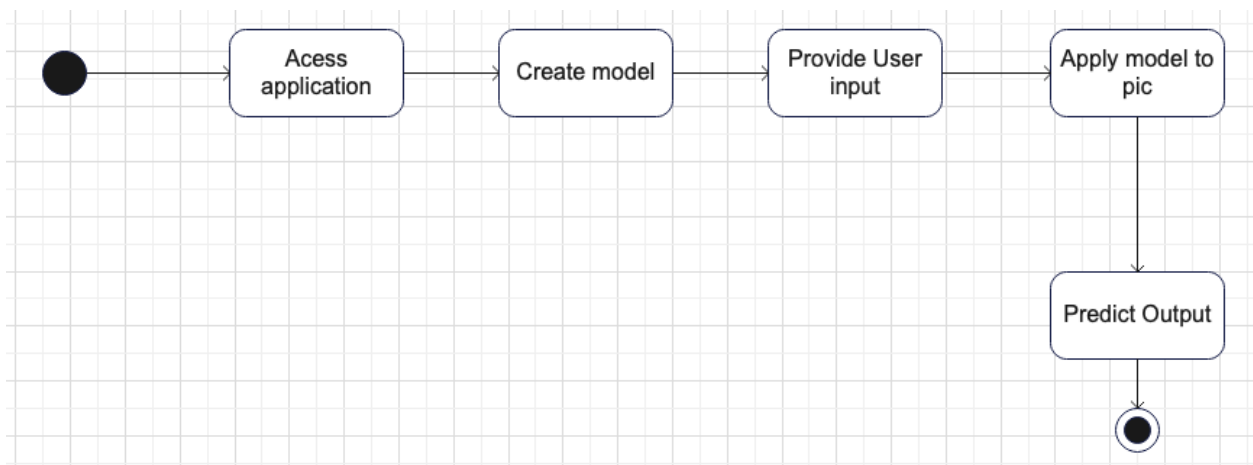 Acess
application
Create model
Provide User
input
Apply model to
pic
Predict Output